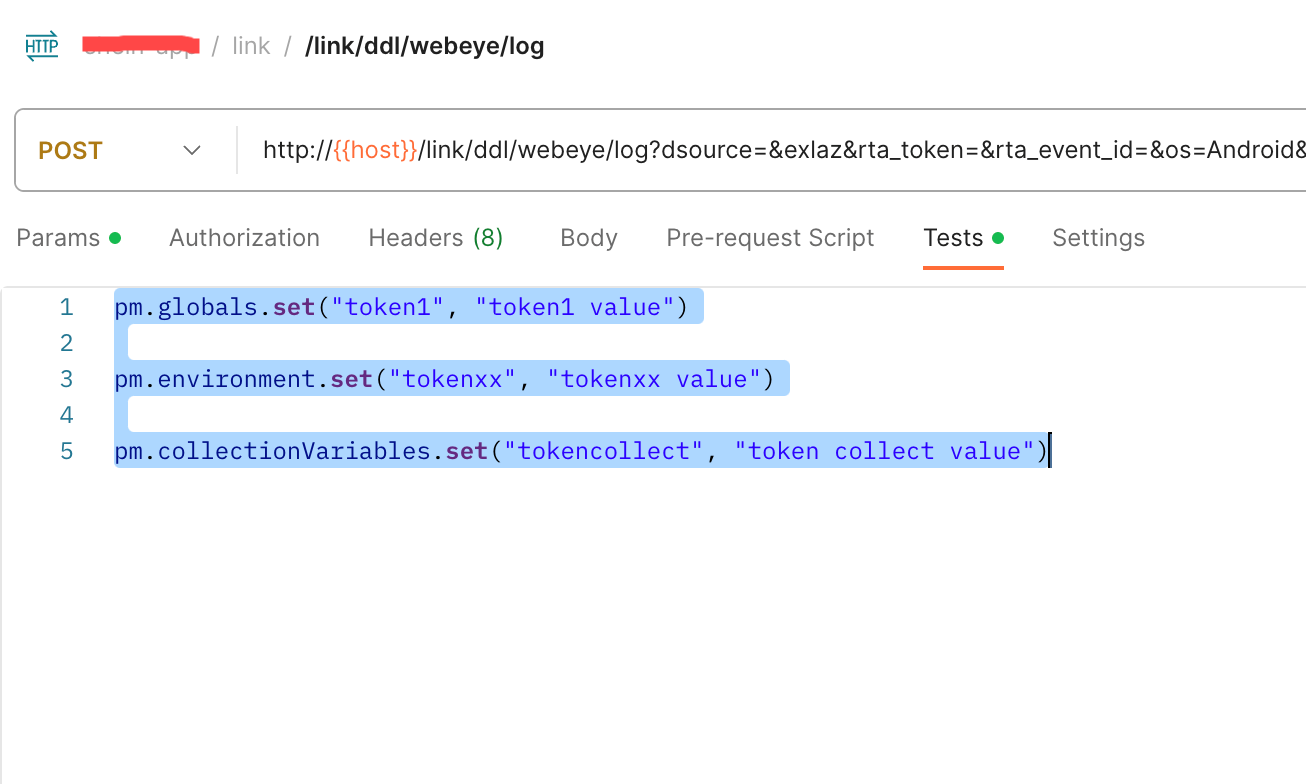 HTTP / link / /link/ddl/webeye/log
POST http://{{host}}/link/ddl/webeye/log?dsource=&exlaz&rta_token=&rta_event_id=&os=Android&
Params Authorization Headers (8) Body Pre-request Script Tests Settings
1 pm.globals.set("token1", "token1 value")
2
3 pm.environment.set("tokenxx", "tokenxx value")
4
5 pm.collectionVariables.set("tokencollect", "token collect value")